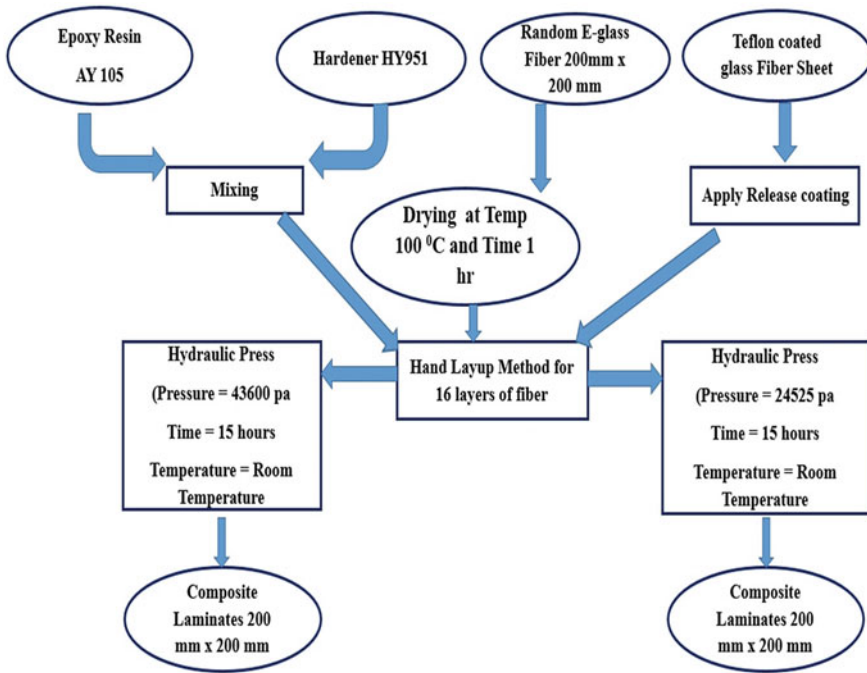 Epoxy Resin
AY 105
Hardener HY951
Random E-glass
Fiber 200mm x
200 mm
Teflon coated
glass Fiber Sheet
Mixing
Drying at Temp
100 ⁰C and Time 1
hr
Apply Release coating
Hydraulic Press
(Pressure = 43600 pa
Time = 15 hours
Temperature = Room
Temperature
Hand Layup Method for
16 layers of fiber
Hydraulic Press
(Pressure = 24525 pa
Time = 15 hours
Temperature = Room
Temperature
Composite
Laminates 200
mm x 200 mm
Composite
Laminates 200
mm x 200 mm